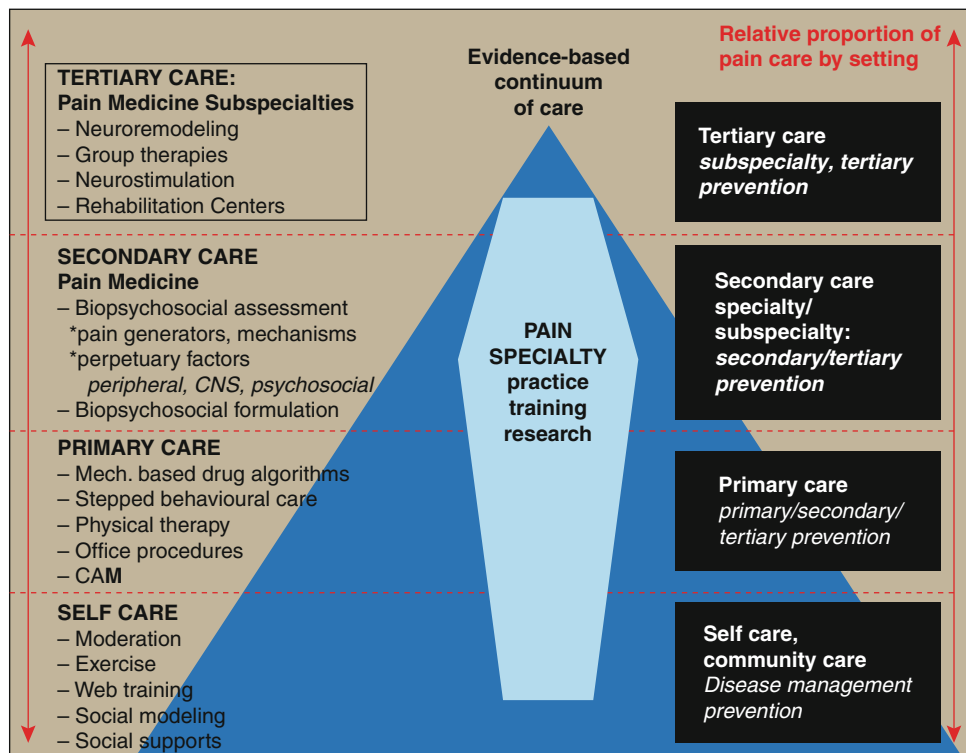 Relative proportion of
pain care by setting
Evidence-based
continuum
of care
TERTIARY CARE:
Pain Medicine Subspecialties
– Neuroremodeling
– Group therapies
– Neurostimulation
– Rehabilitation Centers
SECONDARY CARE
Pain Medicine
– Biopsychosocial assessment
*pain generators, mechanisms
*perpetuary factors
peripheral, CNS, psychosocial
– Biopsychosocial formulation
PRIMARY CARE
– Mech. based drug algorithms
– Stepped behavioural care
– Physical therapy
– Office procedures
– CAM
SELF CARE
– Moderation
– Exercise
– Web training
– Social modeling
– Social supports
PAIN
SPECIALTY
practice
training
research
Tertiary care
subspecialty, tertiary
prevention
Secondary care
specialty/
subspecialty:
secondary/tertiary
prevention
Primary care
primary/secondary/
tertiary prevention
Self care,
community care
Disease management
prevention